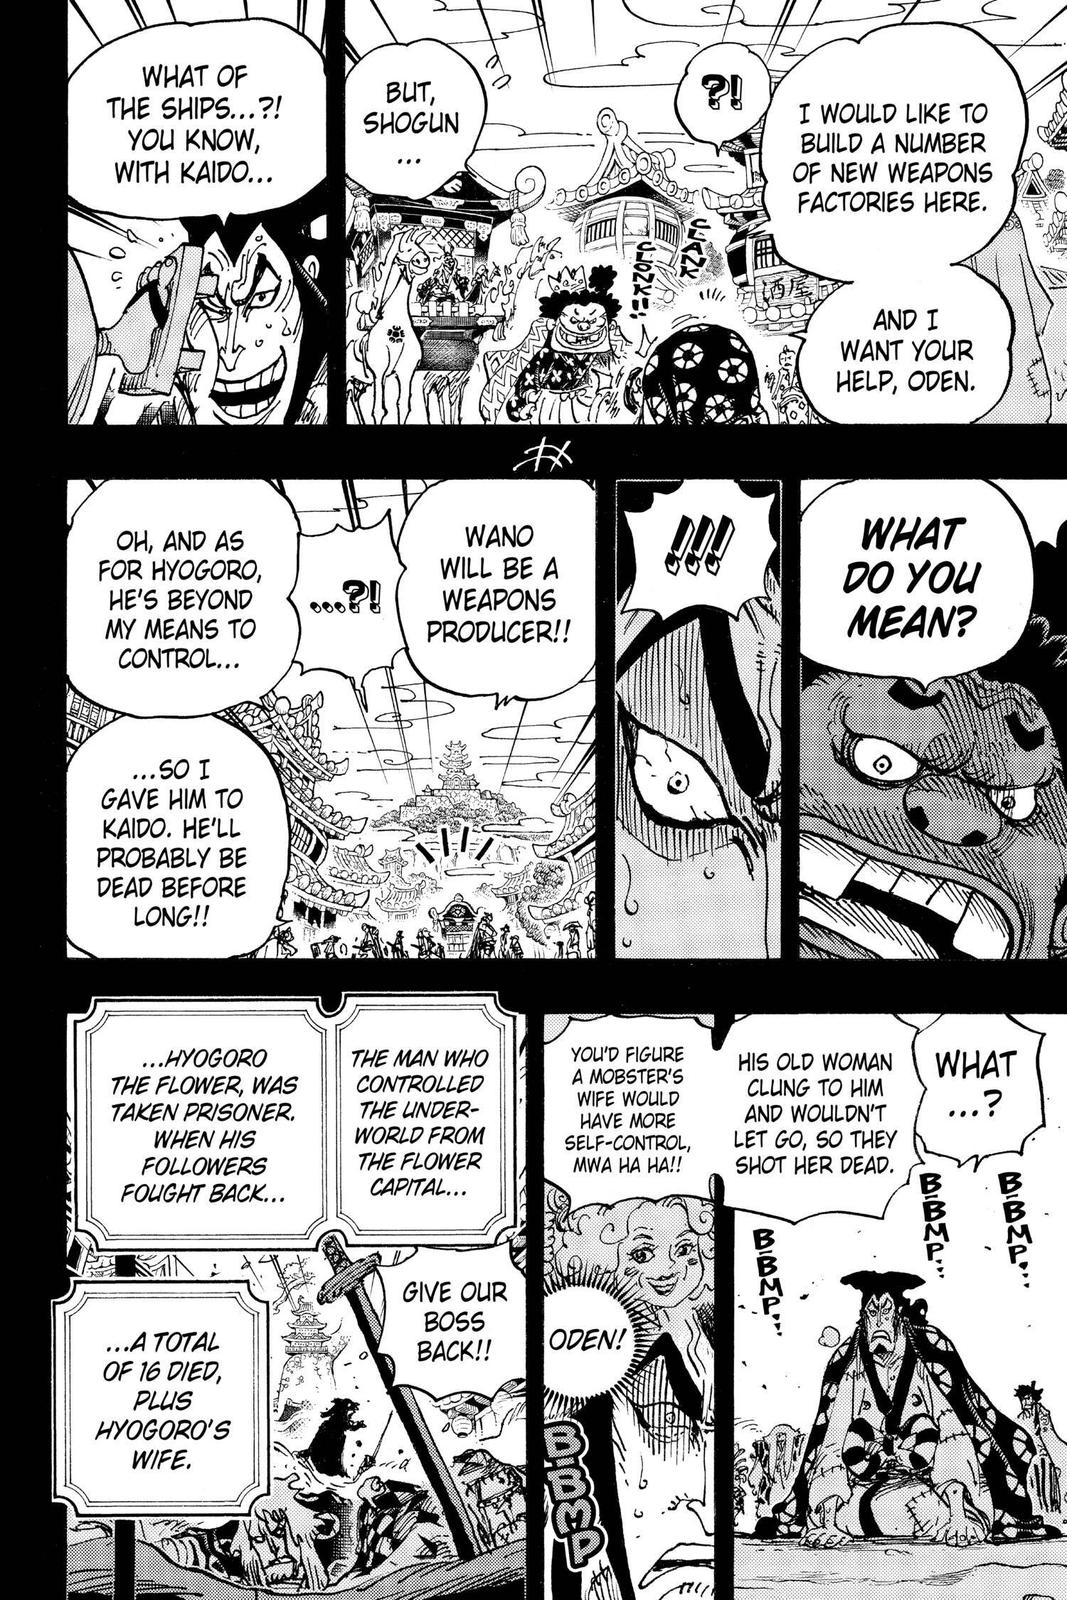 ?!
I WOULD LIKE TO
BUILD A NUMBER
OF NEW WEAPONS
FACTORIES HERE.
AND I
WANT YOUR
HELP, ODEN.
酒屋
CLANK
CLONK!!
BUT,
SHOGUN
...
WHAT OF
THE SHIPS...?!
YOU KNOW,
WITH KAIDO...
WHAT
DO YOU
MEAN?
!!!
WANO
WILL BE A
WEAPONS
PRODUCER!!
...?!
OH, AND AS
FOR HYOGORO,
HE'S BEYOND
MY MEANS TO
CONTROL...
...SO I
GAVE HIM TO
KAIDO. HE'LL
PROBABLY BE
DEAD BEFORE
LONG!!
WHAT
...?
HIS OLD WOMAN
CLUNG TO HIM
AND WOULDN'T
LET GO, SO THEY
SHOT HER DEAD.
B-BMP...
B-BMP...
B-BMP...
YOU'D FIGURE
A MOBSTER'S
WIFE WOULD
HAVE MORE
SELF-CONTROL,
MWA HA HA!!
ODEN!
B-BMP
THE MAN WHO
CONTROLLED
THE UNDER-
WORLD FROM
THE FLOWER
CAPITAL...
...HYOGORO
THE FLOWER, WAS
TAKEN PRISONER.
WHEN HIS
FOLLOWERS
FOUGHT BACK...
GIVE OUR
BOSS
BACK!!
...A TOTAL
OF 16 DIED,
PLUS
HYOGORO'S
WIFE.